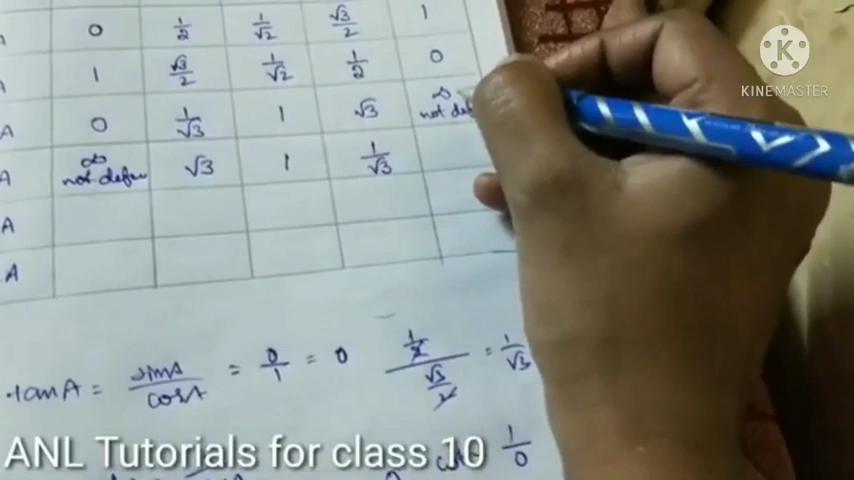 A 0 1/2 1/√2 √3/2 1
A 1 √3/2 1/√2 1/2 0
A 0 1/√3 1 √3 ∞ not def
A ∞ not defin √3 1 1/√3
A
A
tanA = sinA/cosA = 0/1 = 0 (1/2)/(√3/2) = 1/√3
1/0
ANL Tutorials for class 10
K
KINEMASTER